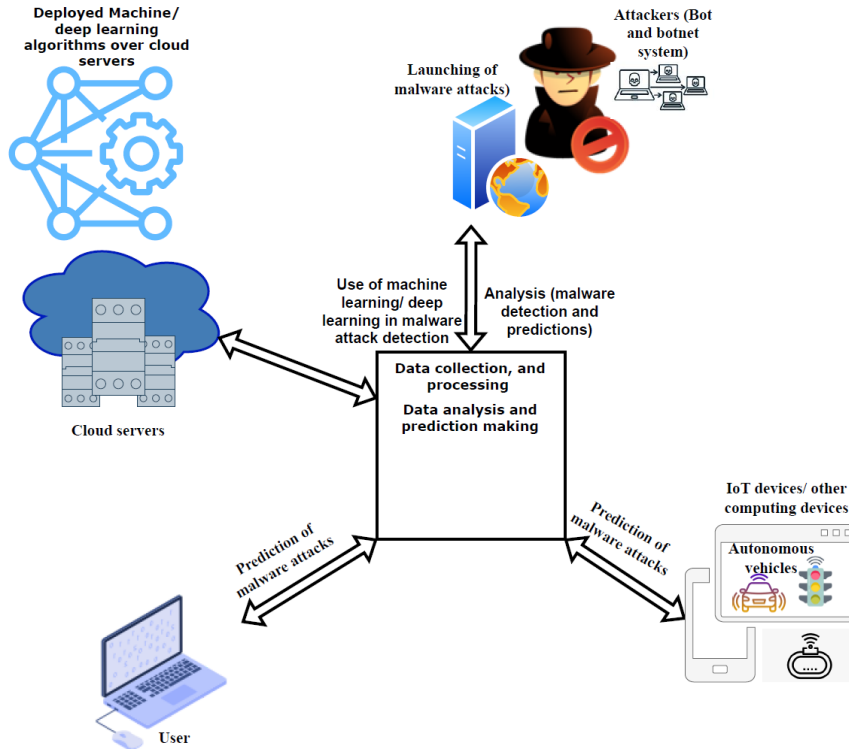 Deployed Machine/
deep learning
algorithms over cloud
servers
Attackers (Bot
and botnet
system)
Launching of
malware attacks)
Use of machine
learning/ deep
learning in malware
attack detection
Analysis (malware
detection and
predictions)
Cloud servers
Data collection, and
processing
Data analysis and
prediction making
Prediction of
malware attacks
Prediction of
malware attacks
IoT devices/ other
computing devices
Autonomous
vehicles
User